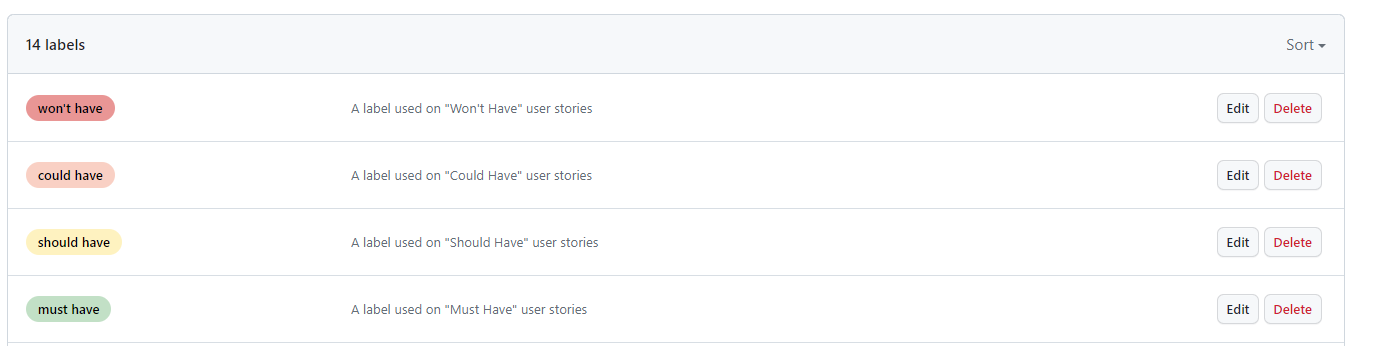 14 labels Sort
won't have A label used on "Won't Have" user stories Edit Delete
could have A label used on "Could Have" user stories Edit Delete
should have A label used on "Should Have" user stories Edit Delete
must have A label used on "Must Have" user stories Edit Delete